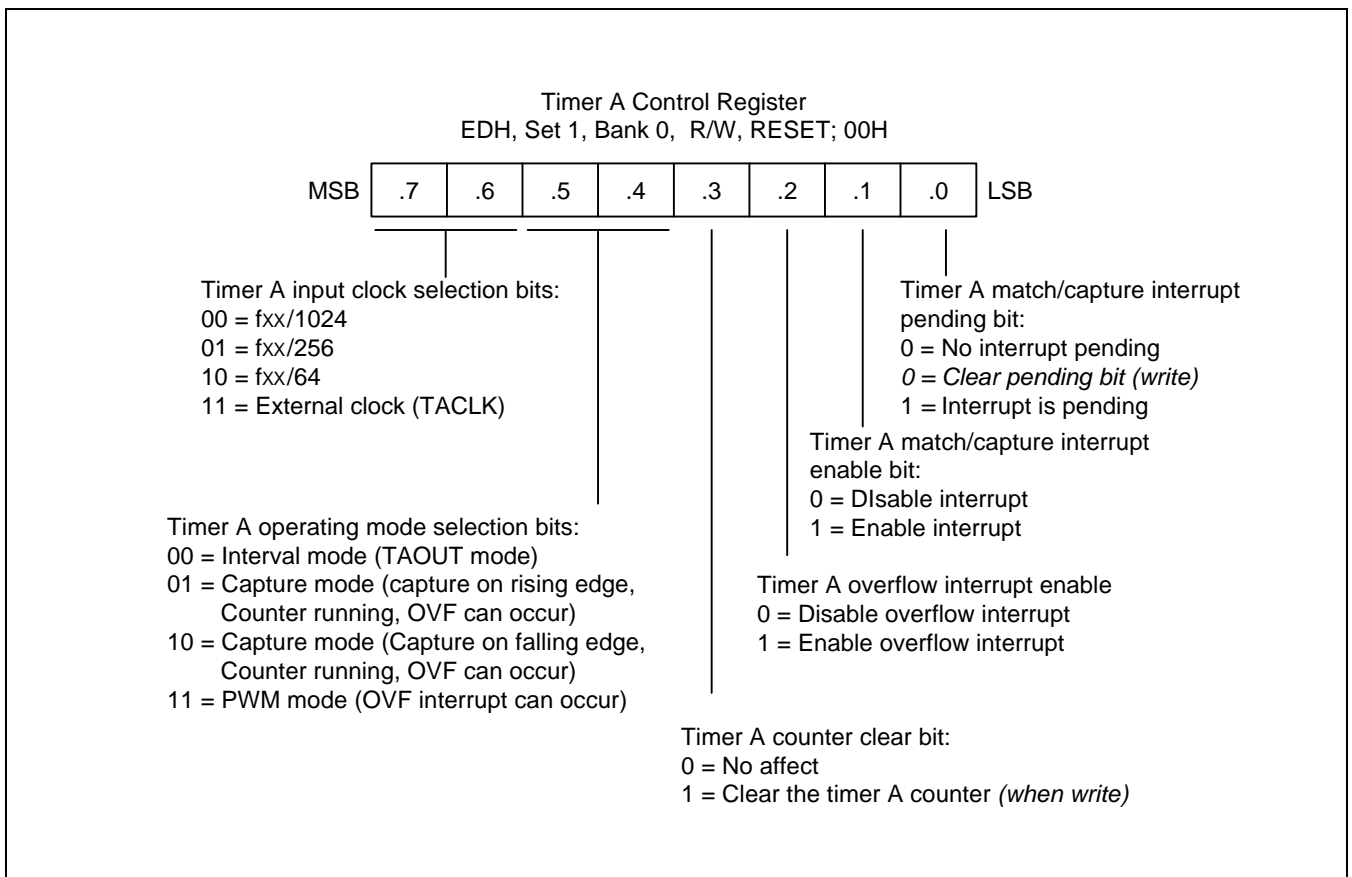 Timer A Control Register
EDH, Set 1, Bank 0, R/W, RESET; 00H
MSB .7 .6 .5 .4 .3 .2 .1 .0 LSB
Timer A input clock selection bits:
00 = fxx/1024
01 = fxx/256
10 = fxx/64
11 = External clock (TACLK)
Timer A match/capture interrupt
pending bit:
0 = No interrupt pending
0 = Clear pending bit (write)
1 = Interrupt is pending
Timer A match/capture interrupt
enable bit:
0 = DIsable interrupt
1 = Enable interrupt
Timer A operating mode selection bits:
00 = Interval mode (TAOUT mode)
01 = Capture mode (capture on rising edge,
Counter running, OVF can occur)
10 = Capture mode (Capture on falling edge,
Counter running, OVF can occur)
11 = PWM mode (OVF interrupt can occur)
Timer A overflow interrupt enable
0 = Disable overflow interrupt
1 = Enable overflow interrupt
Timer A counter clear bit:
0 = No affect
1 = Clear the timer A counter (when write)